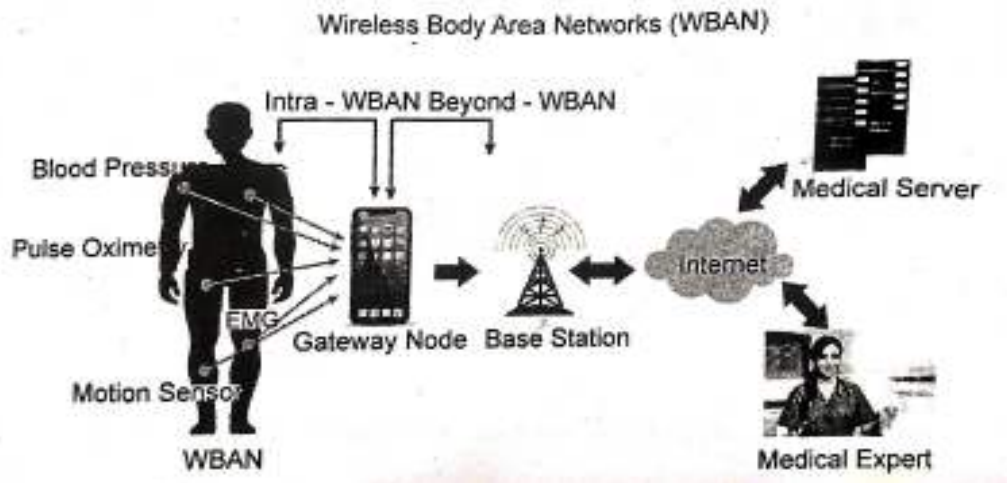 Wireless Body Area Networks (WBAN)
Intra - WBAN Beyond - WBAN
Blood Pressure
Medical Server
Pulse Oximetry
Internet
EMG
Gateway Node Base Station
Motion Sensor
WBAN
Medical Expert